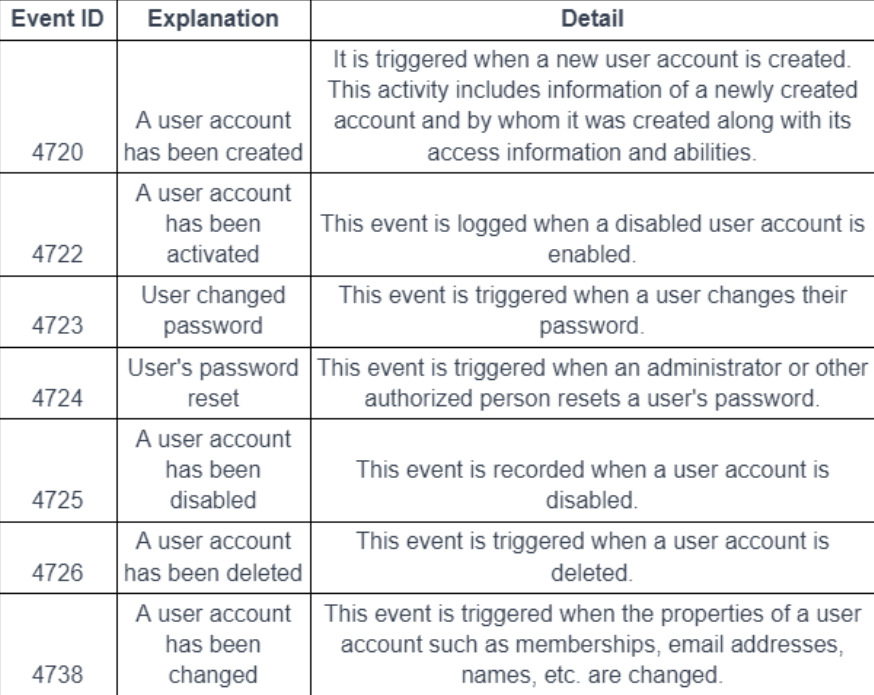 Event ID Explanation Detail
It is triggered when a new user account is created.
This activity includes information of a newly created
A user account account and by whom it was created along with its
4720 has been created access information and abilities.
A user account
has been This event is logged when a disabled user account is
4722 activated enabled.
User changed This event is triggered when a user changes their
4723 password password.
User's password This event is triggered when an administrator or other
4724 reset authorized person resets a user's password.
A user account
has been This event is recorded when a user account is
4725 disabled disabled.
A user account This event is triggered when a user account is
4726 has been deleted deleted.
A user account This event is triggered when the properties of a user
has been account such as memberships, email addresses,
4738 changed names, etc. are changed.